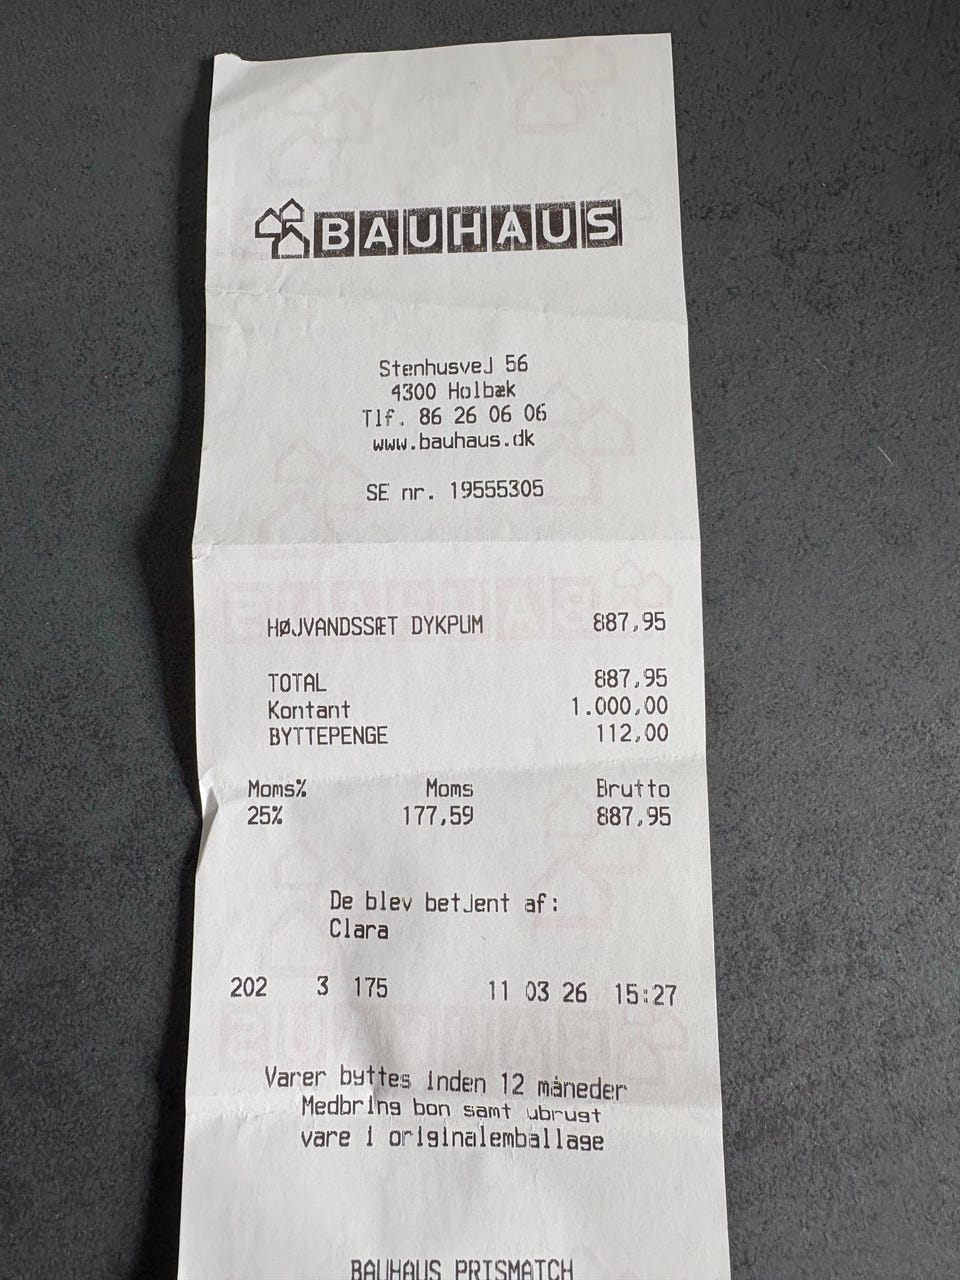 BAUHAUS
Stenhusvej 56
4300 Holbæk
Tlf. 86 26 06 06
www.bauhaus.dk
SE nr. 19555305
HØJVANDSSÆT DYKPUM 887,95
TOTAL 887,95
Kontant 1.000,00
BYTTEPENGE 112,00
Moms% Moms Brutto
25% 177,59 887,95
De blev betjent af:
Clara
202 3 175 11 03 26 15:27
Varer byttes inden 12 måneder
Medbring bon samt ubrugt
vare i originalemballage
BAUHAUS PRISMATCH